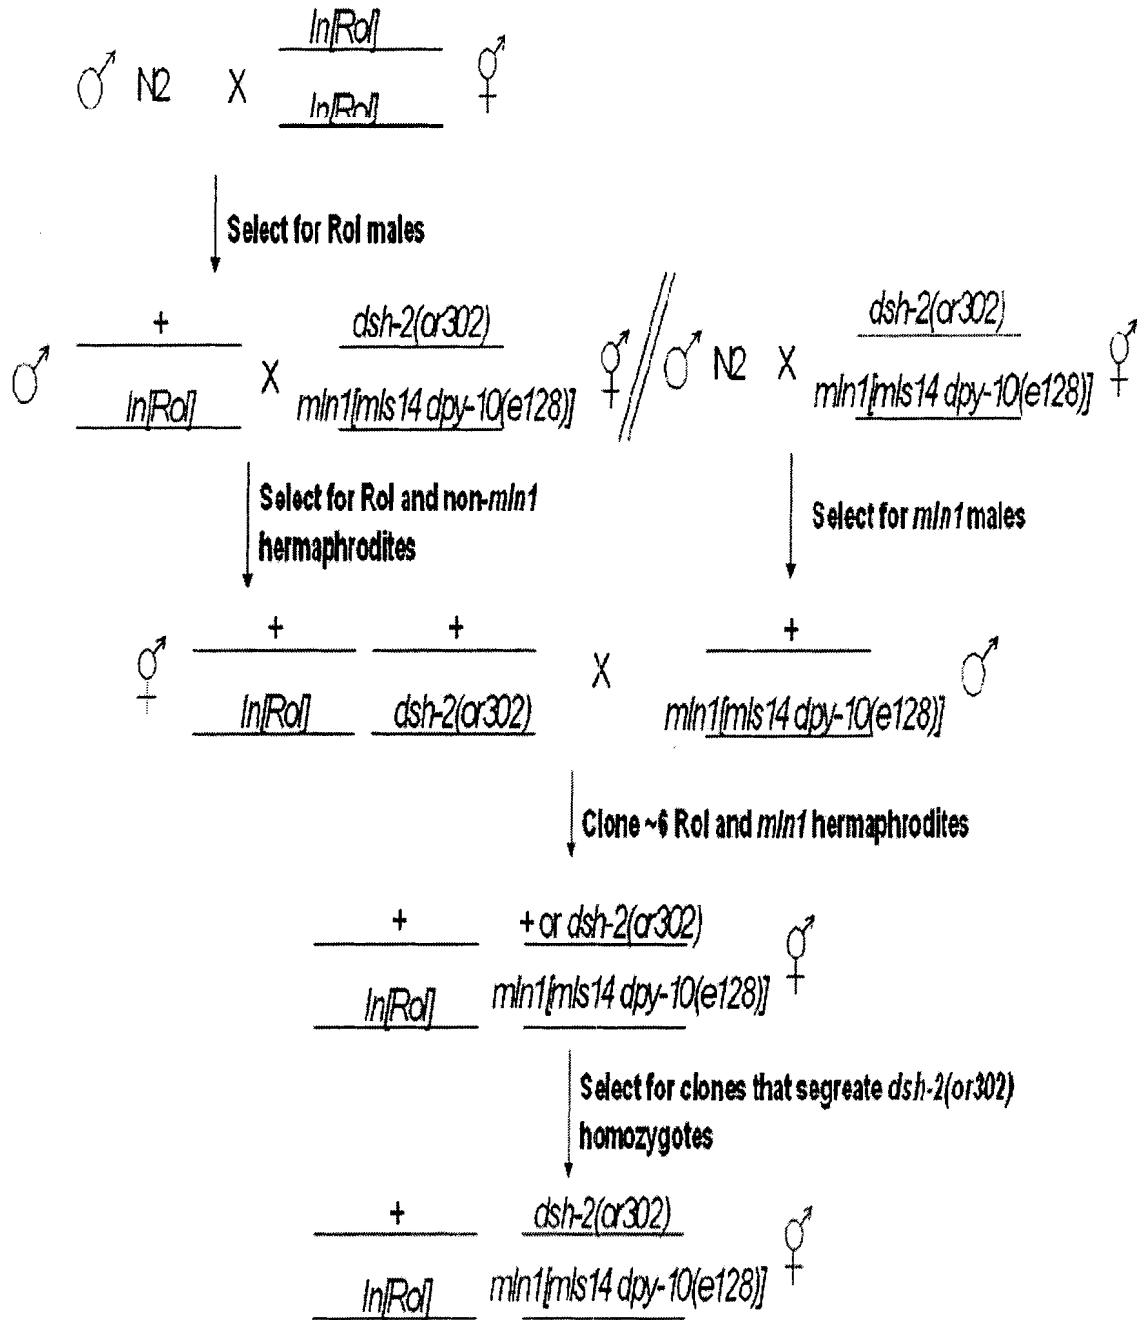 In[Rol]
♂ N2 X ⚥
In[Rol]
Select for Rol males
+ dsh-2(or302) dsh-2(or302)
♂ X ⚥ // ♂ N2 X ⚥
In[Rol] mIn1[mIs14 dpy-10(e128)] mIn1[mIs14 dpy-10(e128)]
Select for Rol and non-mIn1
hermaphrodites
Select for mIn1 males
+ + +
⚥ X ♂
In[Rol] dsh-2(or302) mIn1[mIs14 dpy-10(e128)]
Clone ~6 Rol and mIn1 hermaphrodites
+ + or dsh-2(or302)
In[Rol] mIn1[mIs14 dpy-10(e128)] ⚥
Select for clones that segreate dsh-2(or302)
homozygotes
+ dsh-2(or302)
In[Rol] mIn1[mIs14 dpy-10(e128)] ⚥